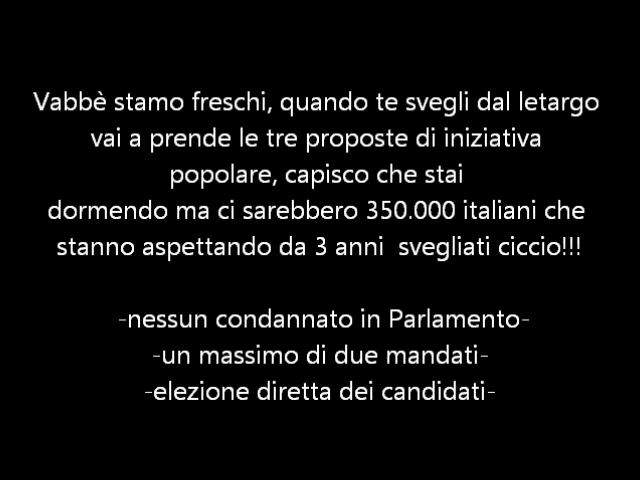 Vabbè stamo freschi, quando te svegli dal letargo
vai a prende le tre proposte di iniziativa
popolare, capisco che stai
dormendo ma ci sarebbero 350.000 italiani che
stanno aspettando da 3 anni  svegliati ciccio!!!
-nessun condannato in Parlamento-
-un massimo di due mandati-
-elezione diretta dei candidati-